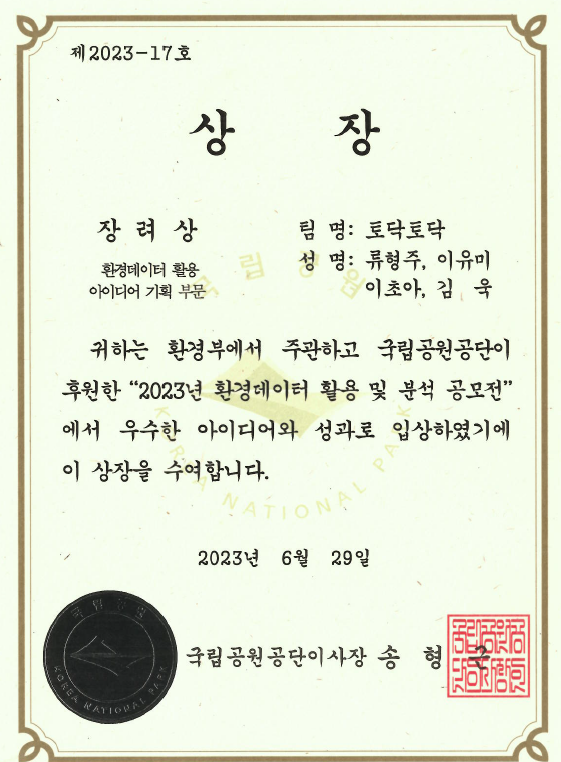 제2023-17호
상 장
장 려 상
환경데이터 활용
아이디어 기획 부문
팀 명: 토닥토닥
성 명: 류형주, 이유미
이초아, 김 욱
귀하는 환경부에서 주관하고 국립공원공단이
후원한 “2023년 환경데이터 활용 및 분석 공모전”
에서 우수한 아이디어와 성과로 입상하였기에
이 상장을 수여합니다.
국립공원
KOREA NATIONAL PARK
2023년 6월 29일
국립공원공단이사장 송 형 근
국립공원
KOREA NATIONAL PARK